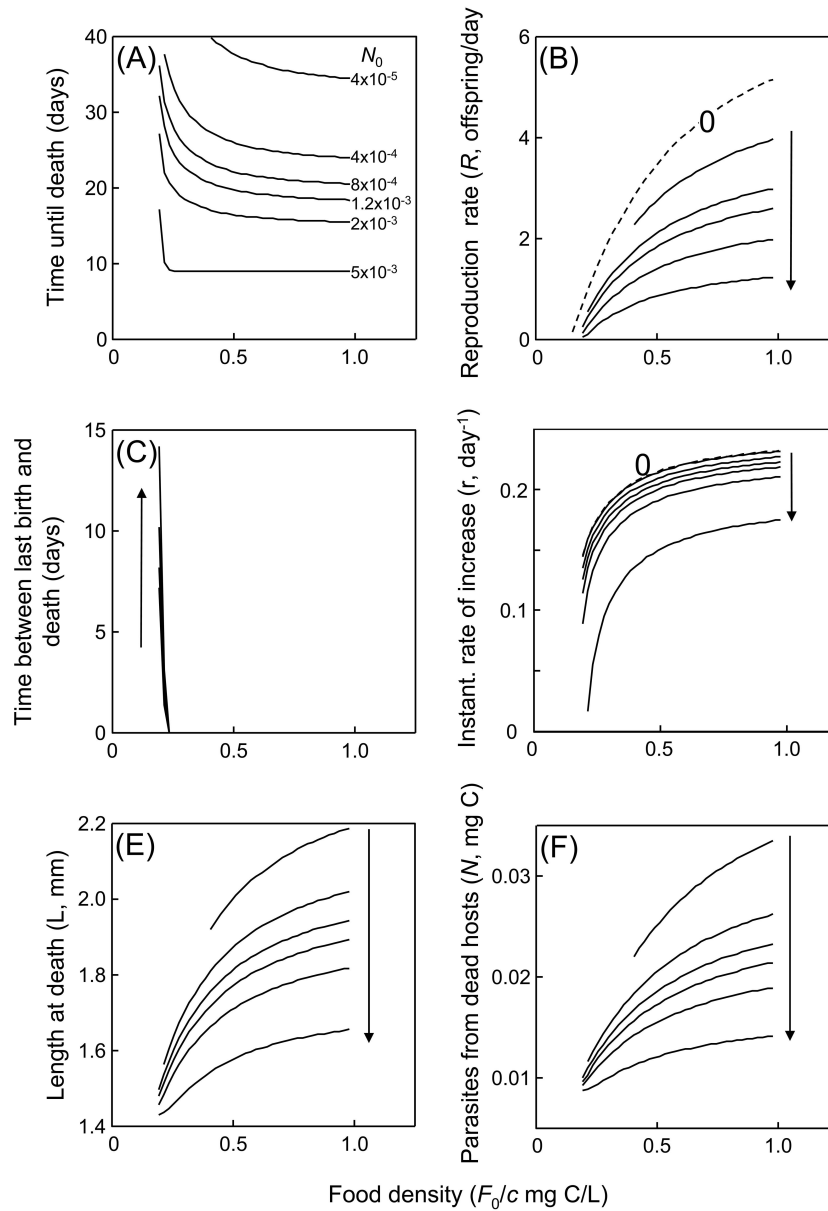 (A)
Time until death (days)
40
30
20
10
0
0
0.5
1.0
N0
4x10-5
4x10-4
8x10-4
1.2x10-3
2x10-3
5x10-3
(B)
Reproduction rate (R, offspring/day
6
4
2
0
0
0.5
1.0
0
(C)
Time between last birth and
death (days)
15
10
5
0
0
0.5
1.0
Instant. rate of increase (r, day-1)
0.2
0.1
0
0
0.5
1.0
0
(E)
Length at death (L, mm)
2.2
2.0
1.8
1.6
1.4
0
0.5
1.0
(F)
Parasites from dead hosts (N, mg C)
0.03
0.02
0.01
0
0.5
1.0
Food density (F0/c mg C/L)